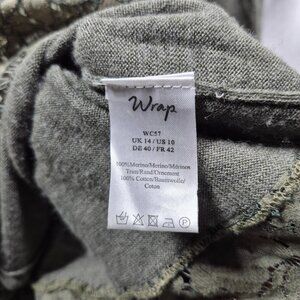 Wrap
WC57
UK 14 / US 10
DE 40 / FR 42
100%Merino/Merino/Mérinos
Trim/Rand/Ornement
100% Cotton/Baumwolle/
Coton
P